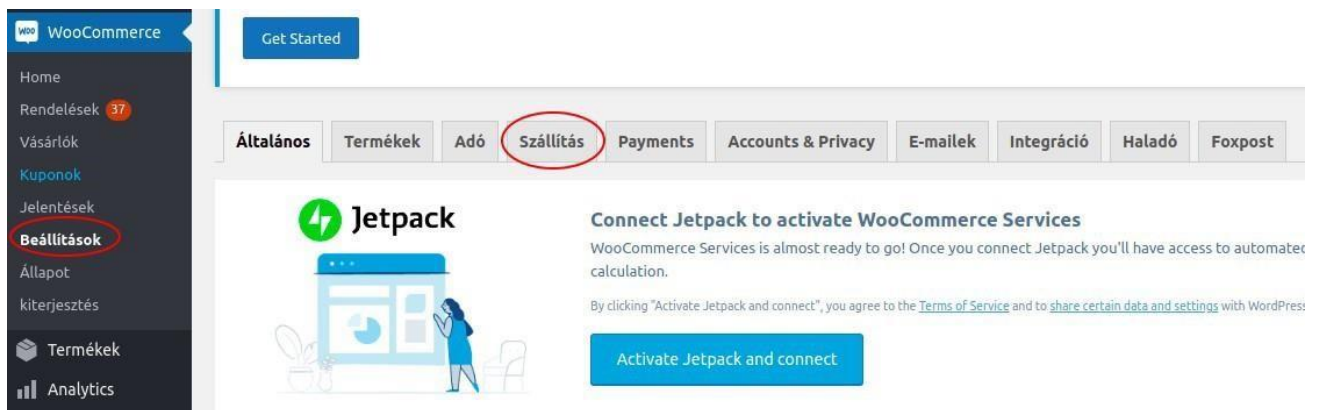 WooCommerce
Home
Rendelések 37
Vásárlók
Kuponok
Jelentések
Beállítások
Állapot
kiterjesztés
Termékek
Analytics
Get Started
Általános Termékek Adó Szállítás Payments Accounts & Privacy E-mailek Integráció Haladó Foxpost
Jetpack
Connect Jetpack to activate WooCommerce Services
WooCommerce Services is almost ready to go! Once you connect Jetpack you'll have access to automated
calculation.
By clicking "Activate Jetpack and connect", you agree to the Terms of Service and to share certain data and settings with WordPress
Activate Jetpack and connect